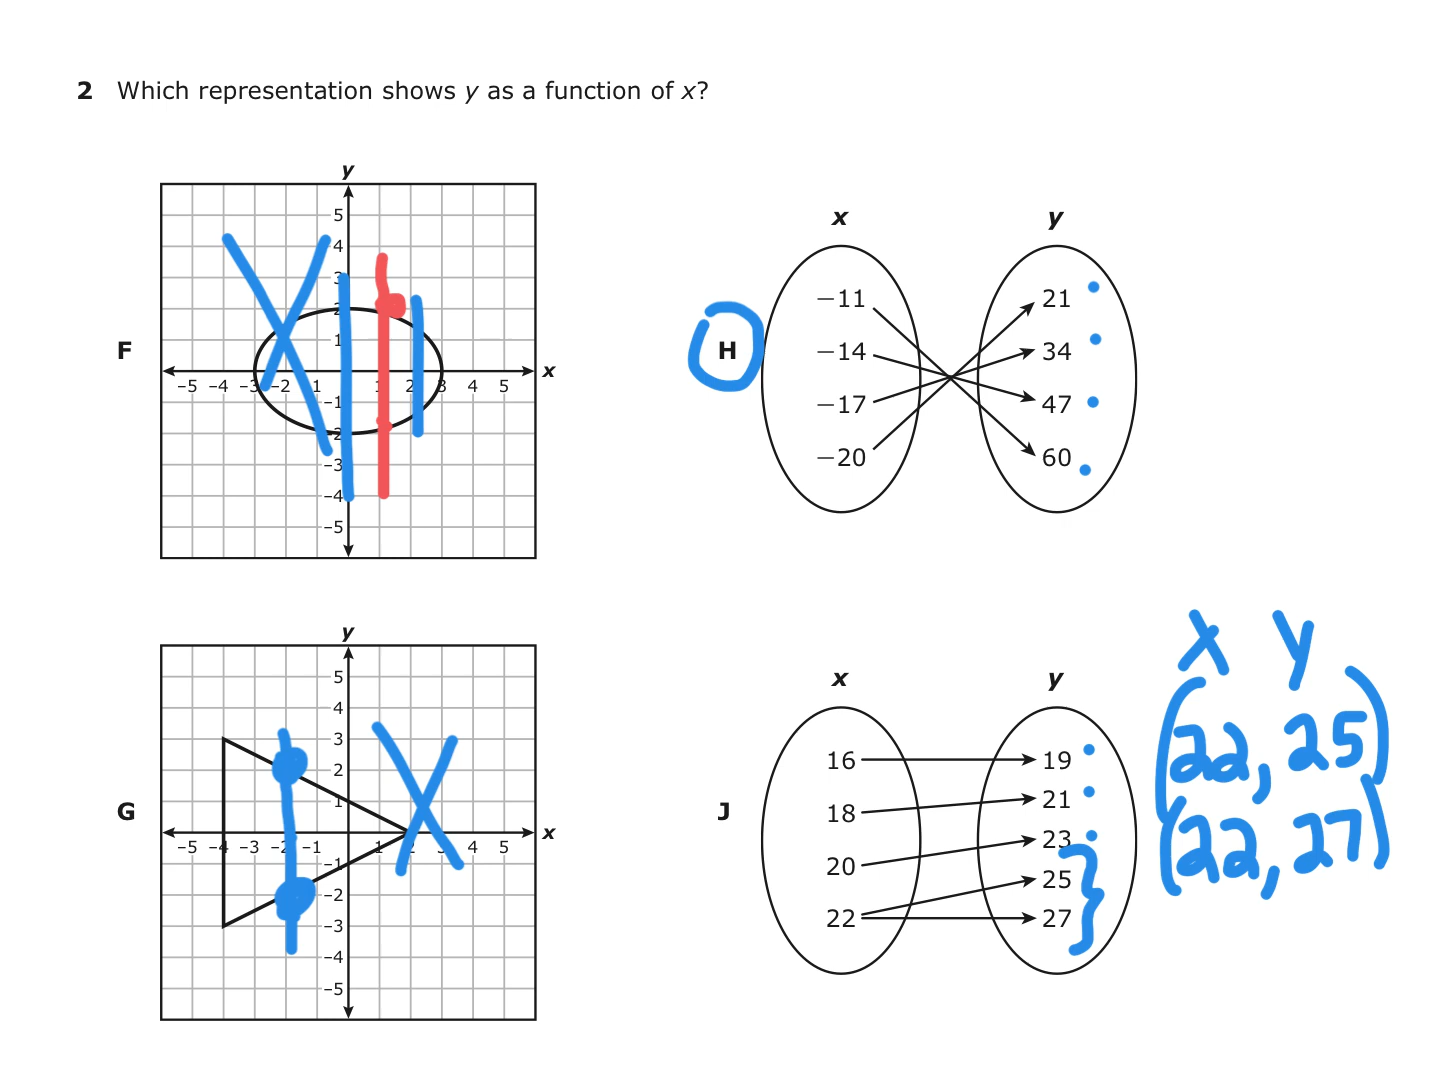 2 Which representation shows y as a function of x?
F
y
5
4
3
2
1
–5 –4 –3 –2 1 1 2 3 4 5 x
–1
–2
–3
–4
–5
H
x y
–11 21
–14 34
–17 47
–20 60
G
y
5
4
3
2
1
–5 –4 –3 –2 –1 1 2 3 4 5 x
–1
–2
–3
–4
–5
J
x y
16 19
18 21
20 23
22 25
27
x y
(22, 25)
(22, 27)